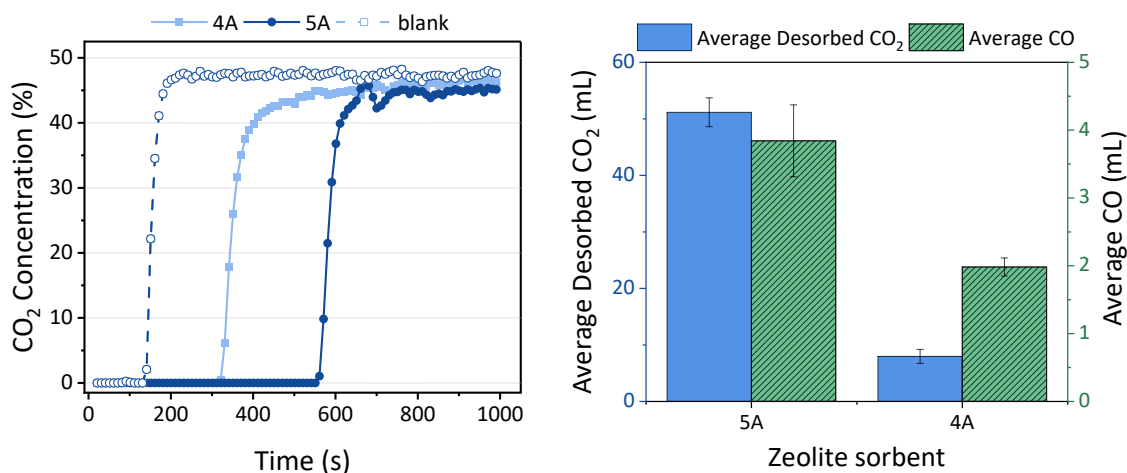 4A 5A blank
CO₂ Concentration (%)
50
40
30
20
10
0
0 200 400 600 800 1000
Time (s)
Average Desorbed CO₂ Average CO
Average Desorbed CO₂ (mL)
60
40
20
0
5
4
3
2
1
0
Average CO (mL)
5A 4A
Zeolite sorbent